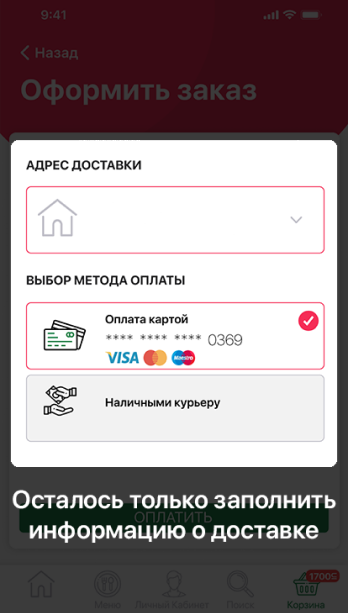 9:41
Назад
Оформить заказ
АДРЕС ДОСТАВКИ
ВЫБОР МЕТОДА ОПЛАТЫ
Оплата картой
**** **** **** 0369
VISA Maestro
Наличными курьеру
Осталось только заполнить
ОПЛАТИТЬ
информацию о доставке
Меню Личный Кабинет Поиск Корзина